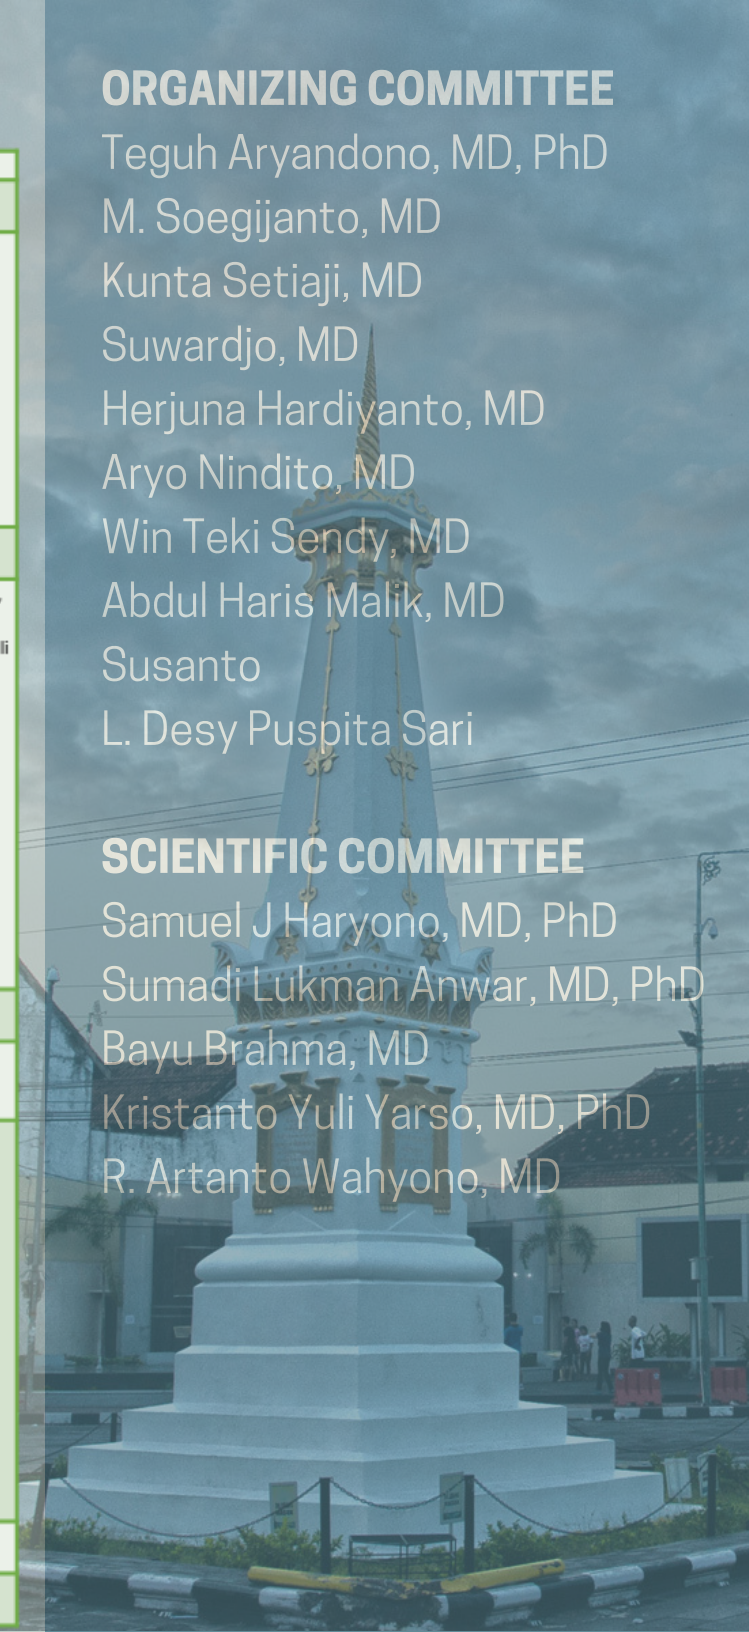 ORGANIZING COMMITTEE
Teguh Aryandono, MD, PhD
M. Soegijanto, MD
Kunta Setiaji, MD
Suwardjo, MD
Herjuna Hardiyanto, MD
Aryo Nindito, MD
Win Teki Sendy, MD
Abdul Haris Malik, MD
Susanto
L. Desy Puspita Sari
SCIENTIFIC COMMITTEE
Samuel J Haryono, MD, PhD
Sumadi Lukman Anwar, MD, PhD
Bayu Brahma, MD
Kristanto Yuli Yarso, MD, PhD
R. Artanto Wahyono, MD